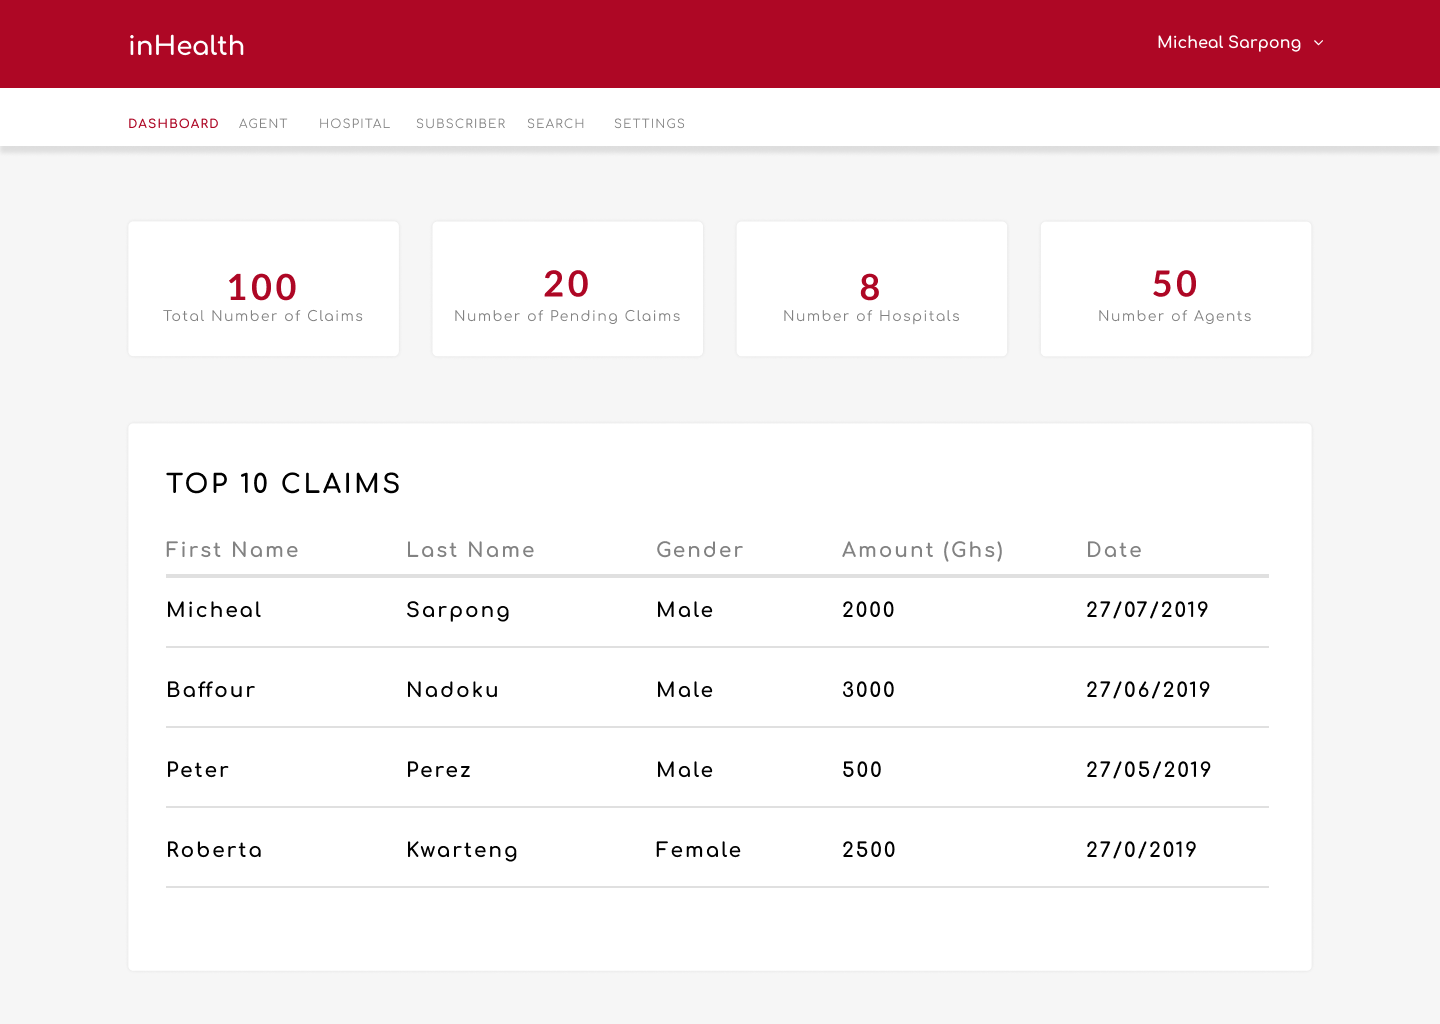 inHealth
Micheal Sarpong
DASHBOARD AGENT HOSPITAL SUBSCRIBER SEARCH SETTINGS
100 20 8 50
Total Number of Claims Number of Pending Claims Number of Hospitals Number of Agents
TOP 10 CLAIMS
First Name Last Name Gender Amount (Ghs) Date
Micheal Sarpong Male 2000 27/07/2019
Baffour Nadoku Male 3000 27/06/2019
Peter Perez Male 500 27/05/2019
Roberta Kwarteng Female 2500 27/0/2019